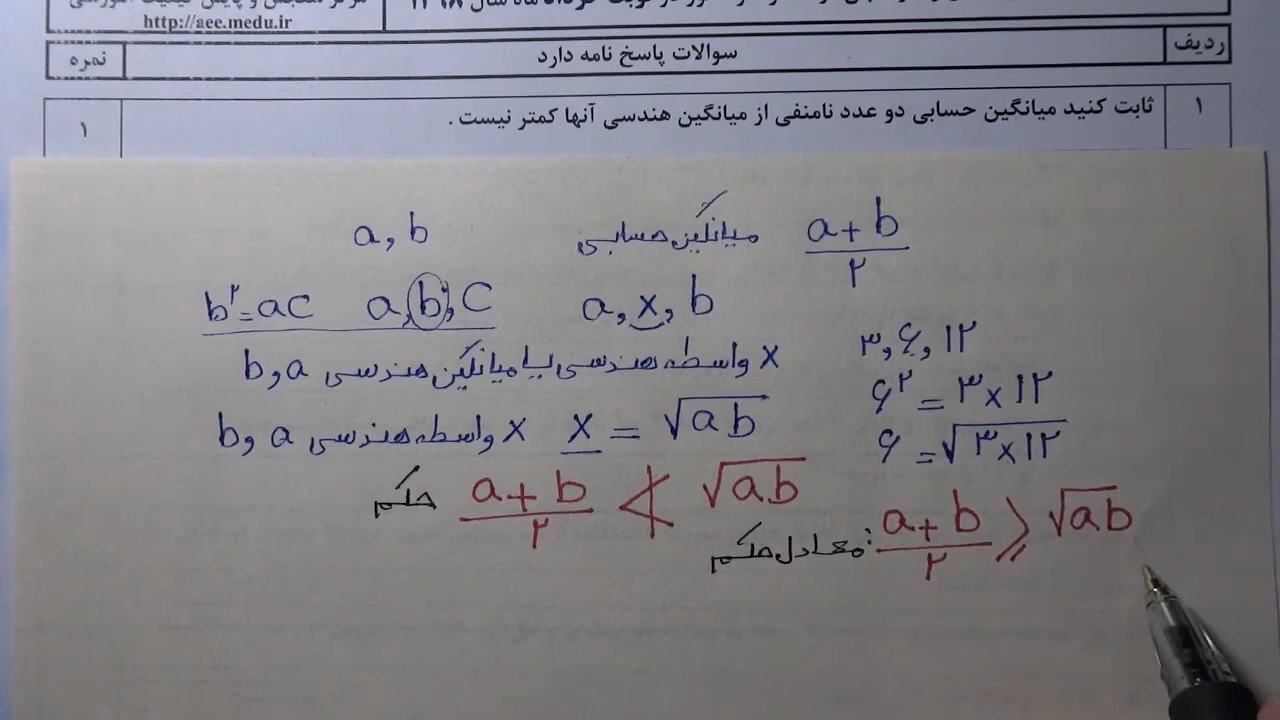 http://aee.medu.ir
ردیف
سوالات پاسخ نامه دارد
نمره
۱
ثابت کنید میانگین حسابی دو عدد نامنفی از میانگین هندسی آنها کمتر نیست .
۱
a, b
میانگین حسابی
a + b / ۲
b² = ac
a, b, c
a, x, b
x واسطه هندسی یا میانگین هندسی a و b
۳, ۶, ۱۲
۶² = ۳ × ۱۲
x واسطه هندسی a و b
x = √ab
۶ = √۳ × ۱۲
حکم a + b / ۲ ≮ √ab
معادل حکم : a + b / ۲ ⩾ √ab